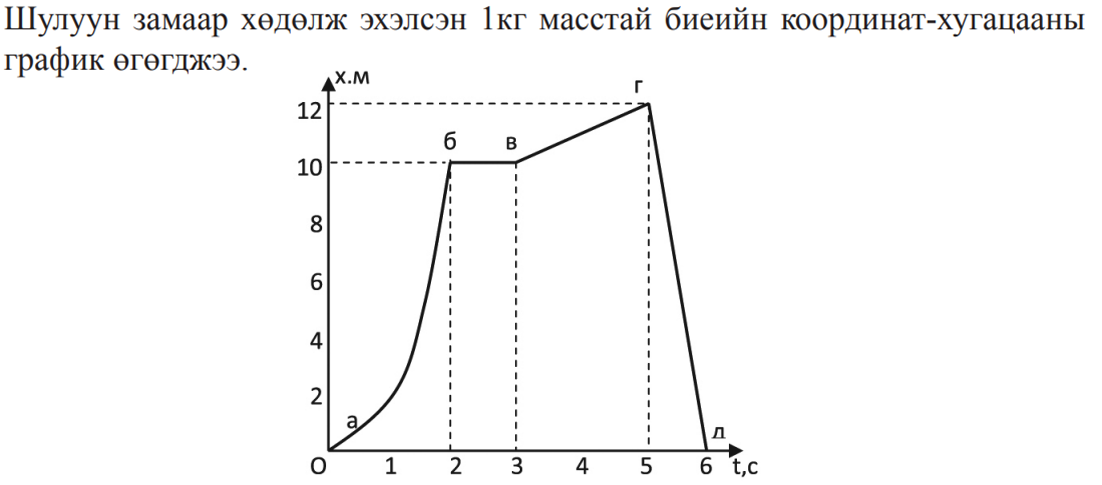 Шулуун замаар хөдөлж эхэлсэн 1кг масстай биеийн координат-хугацааны
график өгөгджээ.
х.м
г
12
б
в
10
8
6
4
2
а
д
О 1 2 3 4 5 6 t,c